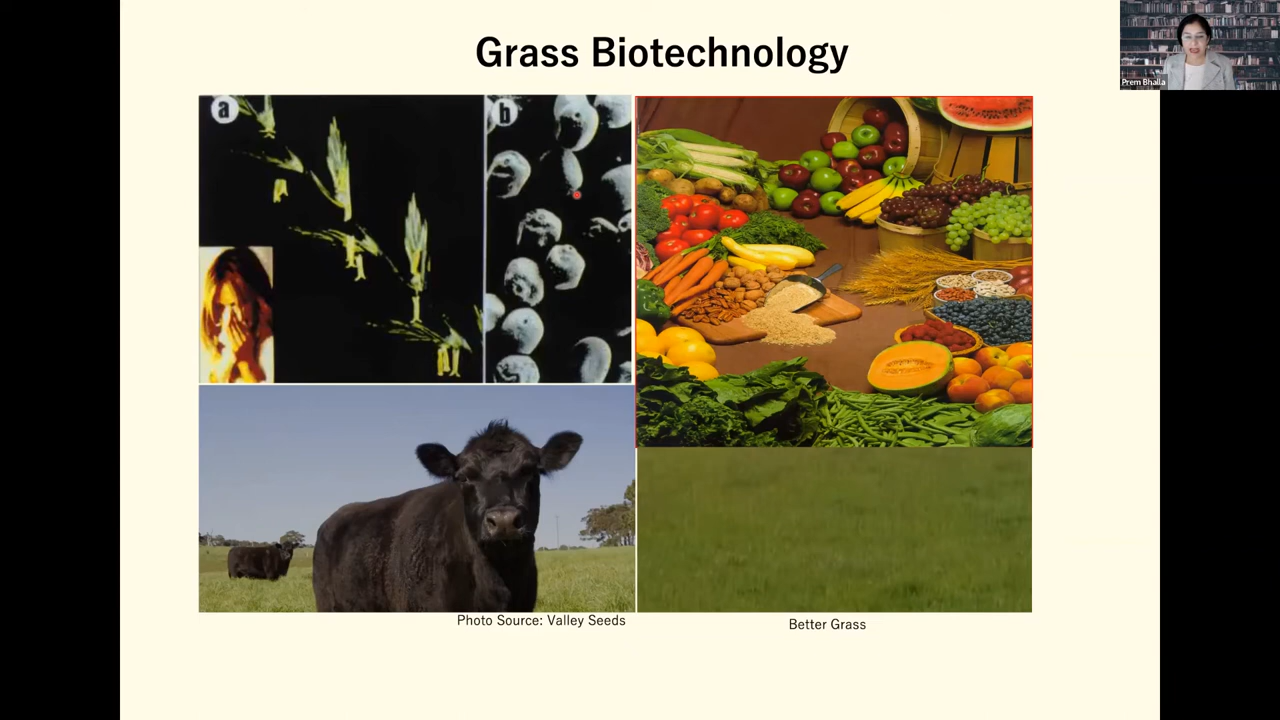 Grass Biotechnology
Prem Bhalla
a
b
Photo Source: Valley Seeds
Better Grass